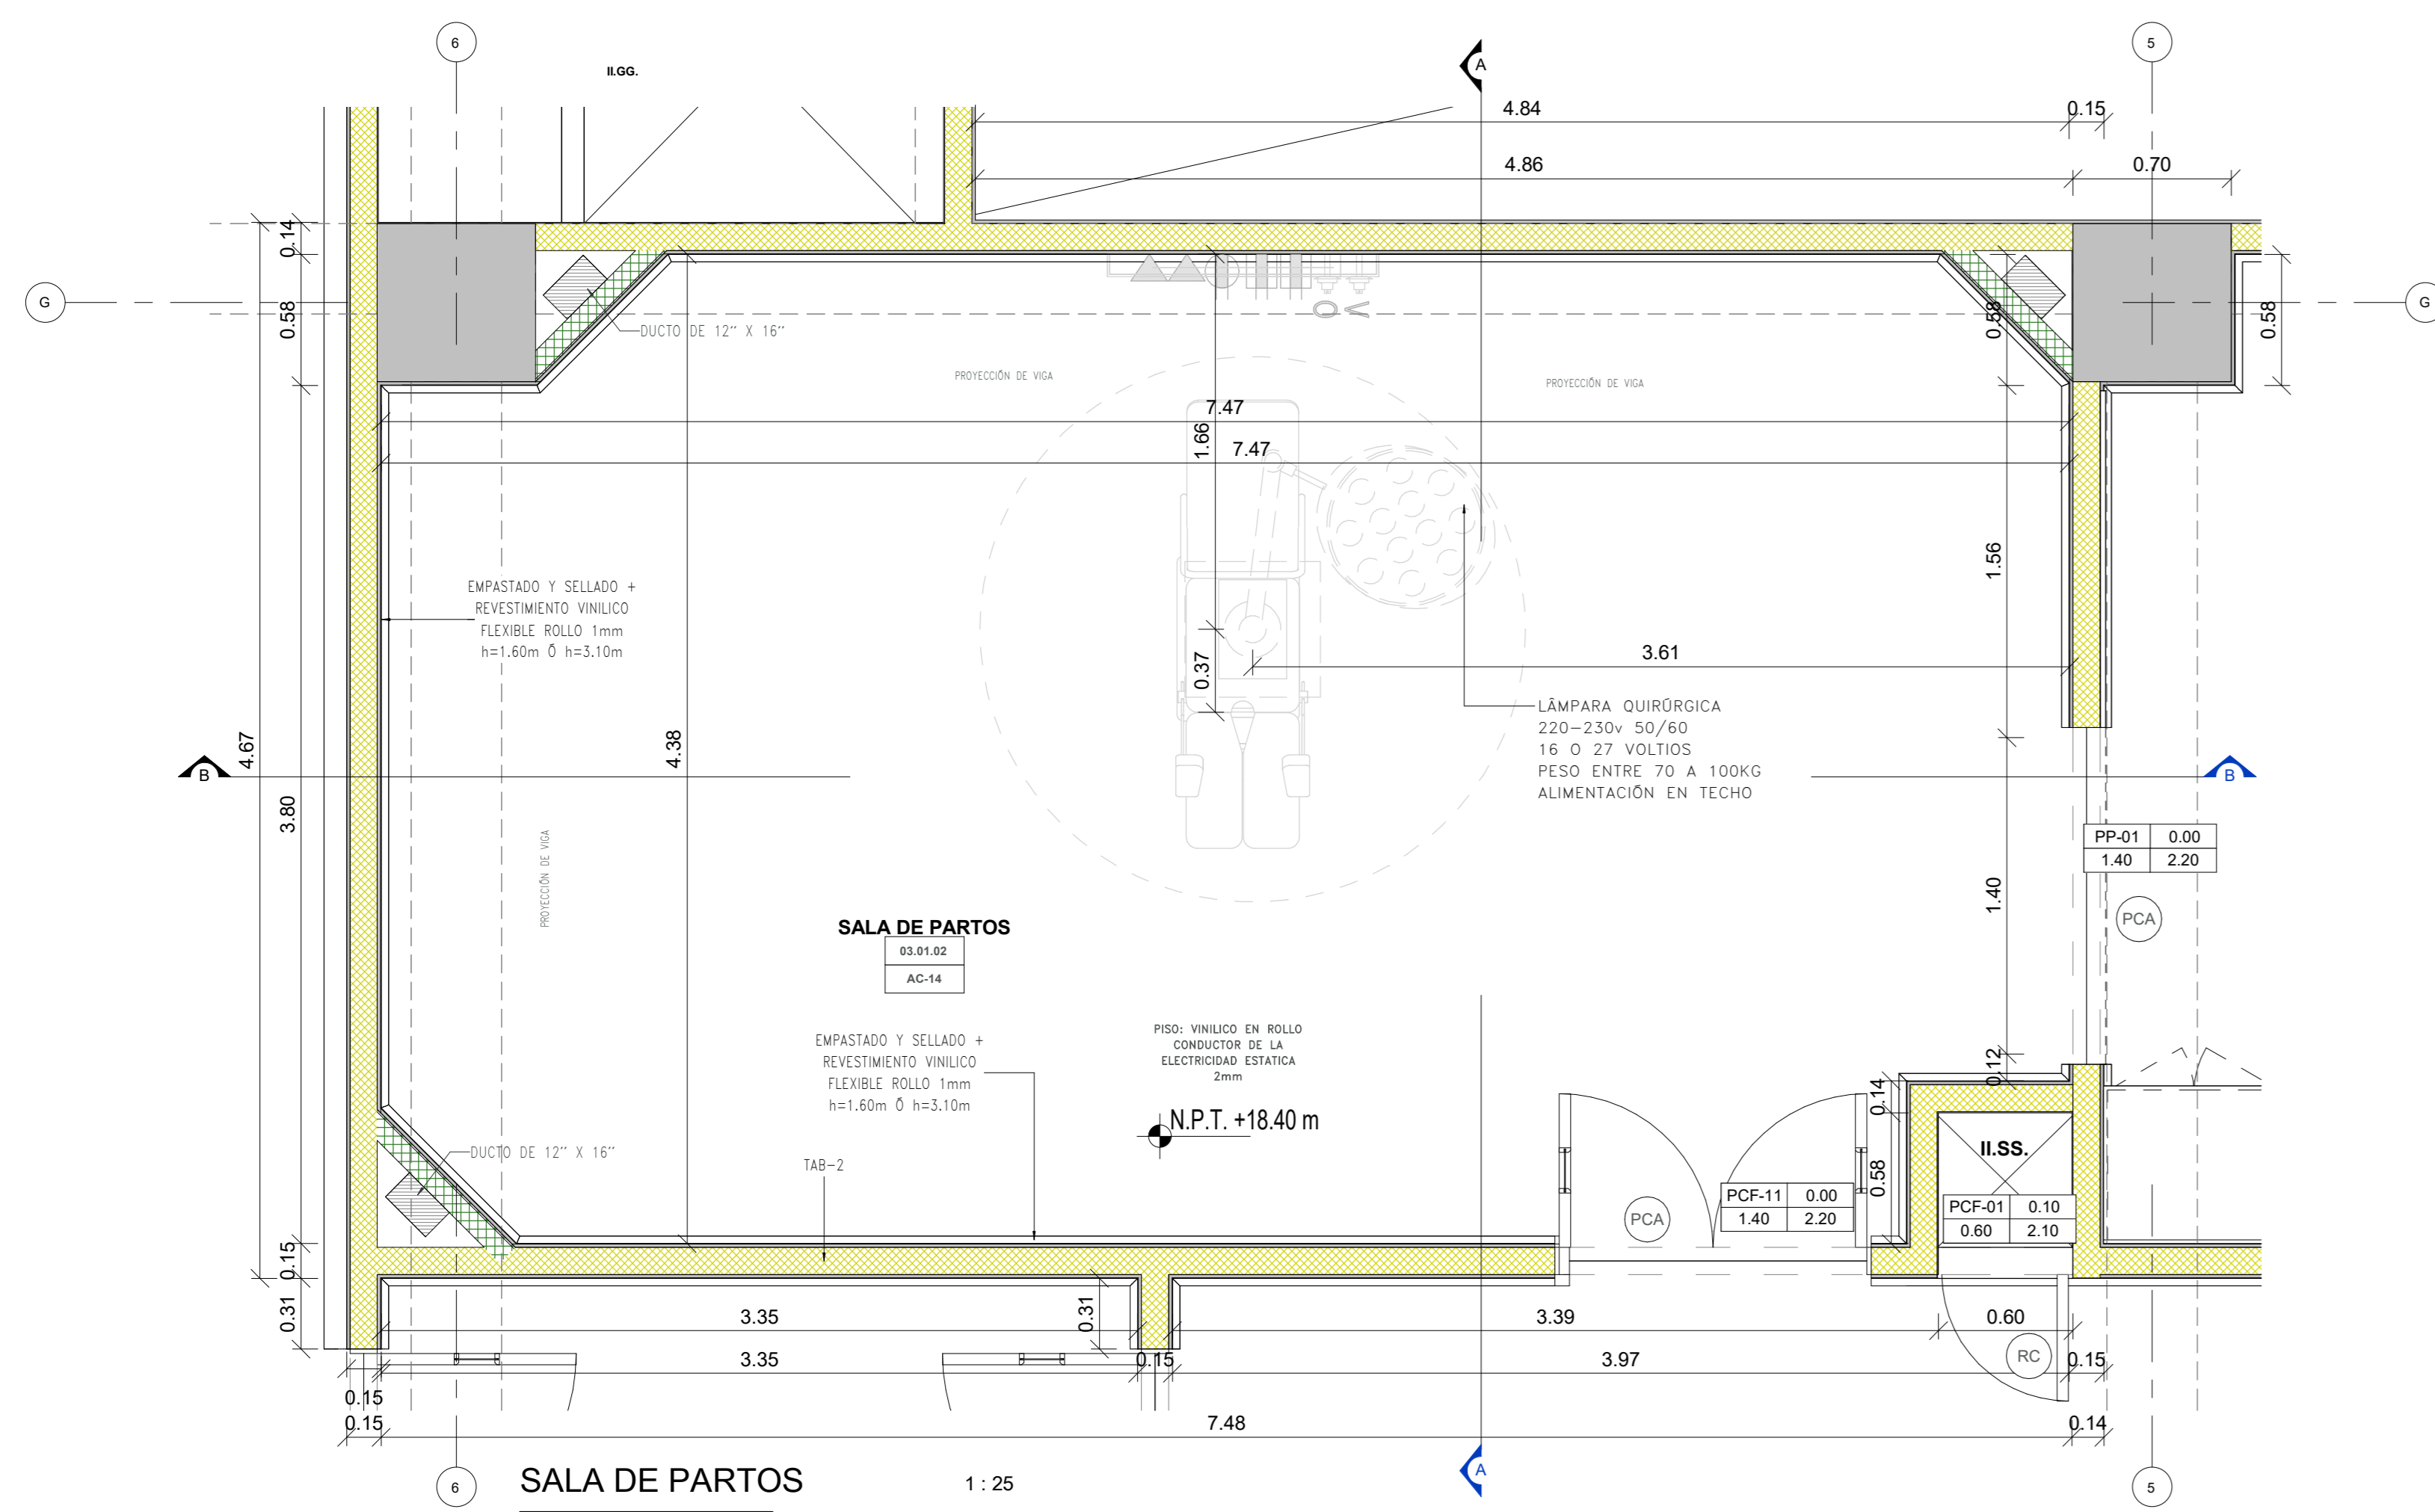 6
II.GG.
A
5
4.84
0.15
4.86
0.70
0.14
G
0.58
DUCTO DE 12’’ X 16’’
O
V
0.58
0.58
G
PROYECCIÓN DE VIGA
PROYECCIÓN DE VIGA
7.47
1.66
7.47
1.56
EMPASTADO Y SELLADO +
REVESTIMIENTO VINILICO
FLEXIBLE ROLLO 1mm
h=1.60m Ó h=3.10m
3.61
0.37
LÁMPARA QUIRÚRGICA
220-230v 50/60
16 O 27 VOLTIOS
PESO ENTRE 70 A 100KG
ALIMENTACIÓN EN TECHO
4.67
4.38
B
B
3.80
PP-01 0.00
1.40 2.20
PROYECCIÓN DE VIGA
1.40
PCA
SALA DE PARTOS
03.01.02
AC-14
EMPASTADO Y SELLADO +
REVESTIMIENTO VINILICO
FLEXIBLE ROLLO 1mm
h=1.60m Ó h=3.10m
PISO: VINILICO EN ROLLO
CONDUCTOR DE LA
ELECTRICIDAD ESTATICA
2mm
0.12
0.14
N.P.T. +18.40 m
DUCTO DE 12’’ X 16’’
TAB-2
II.SS.
0.58
PCF-11 0.00
1.40 2.20
PCA
PCF-01 0.10
0.60 2.10
0.15
0.31
3.35
0.31
3.39
0.60
3.35
0.15
3.97
RC
0.15
0.15
0.15
7.48
0.14
6
SALA DE PARTOS
1 : 25
A
5